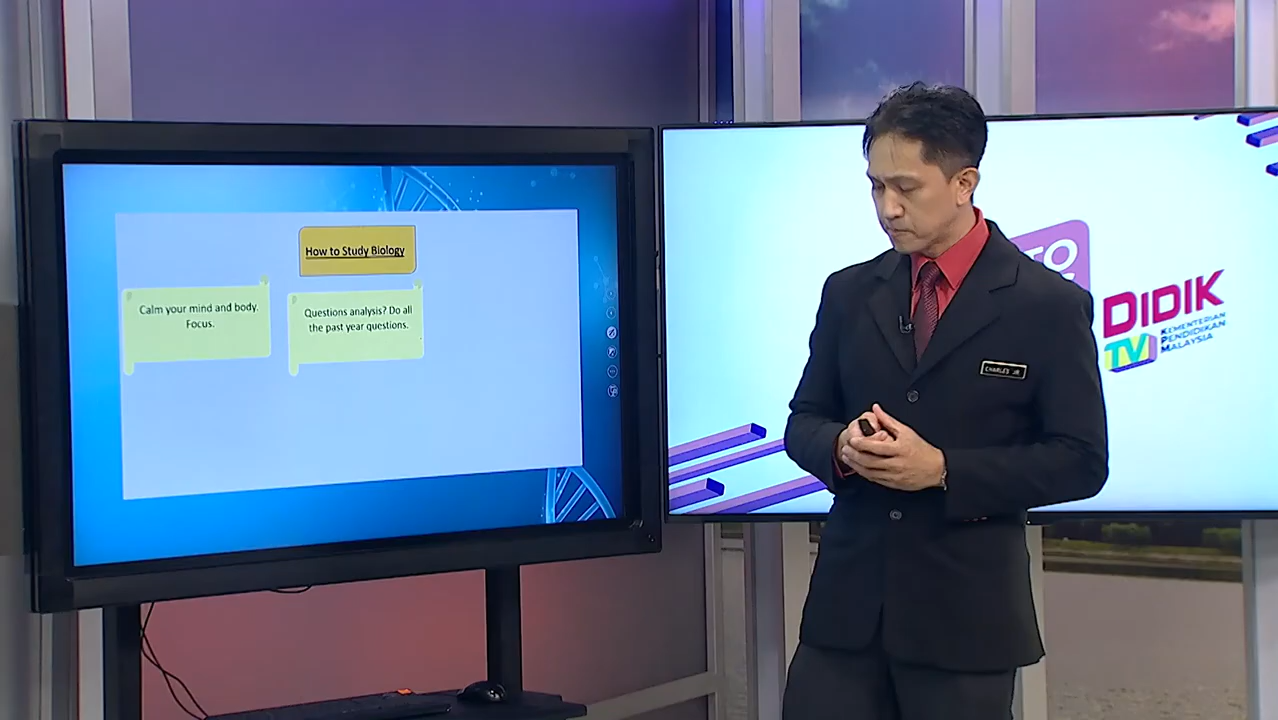 How to Study Biology
Calm your mind and body.
Focus.
Questions analysis? Do all
the past year questions.
TO
DIDIK
TV
KEMENTERIAN
PENDIDIKAN
MALAYSIA
CHARLES JR